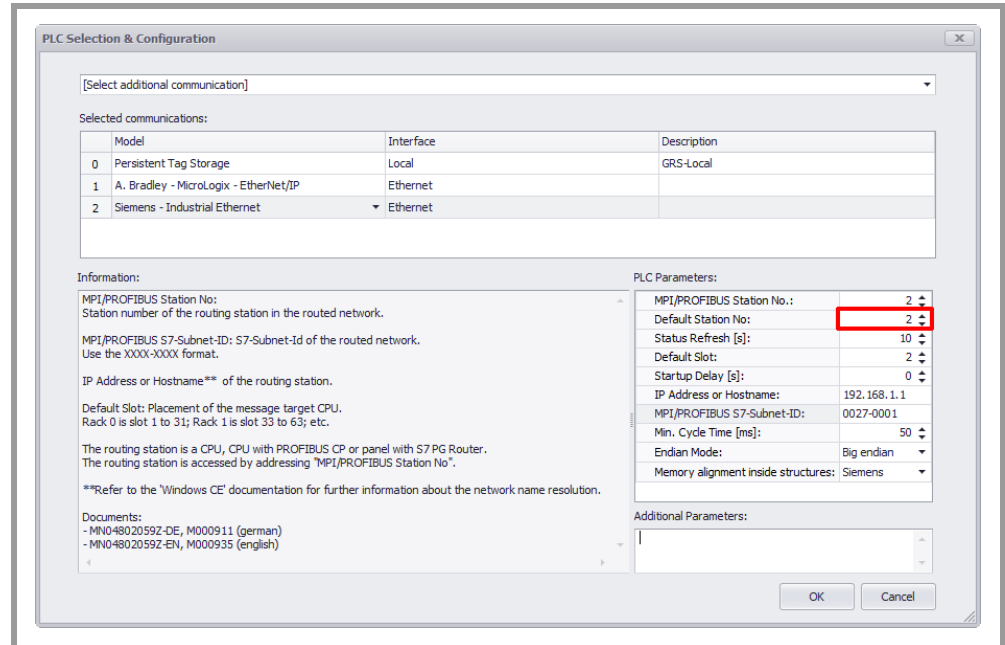 PLC Selection & Configuration
[Select additional communication]
Selected communications:
Model Interface Description
0 Persistent Tag Storage Local GRS-Local
1 A. Bradley - MicroLogix - EtherNet/IP Ethernet
2 Siemens - Industrial Ethernet Ethernet
Information:
MPI/PROFIBUS Station No:
Station number of the routing station in the routed network.
MPI/PROFIBUS S7-Subnet-ID: S7-Subnet-Id of the routed network.
Use the XXXX-XXXX format.
IP Address or Hostname** of the routing station.
Default Slot: Placement of the message target CPU.
Rack 0 is slot 1 to 31; Rack 1 is slot 33 to 63; etc.
The routing station is a CPU, CPU with PROFIBUS CP or panel with S7 PG Router.
The routing station is accessed by addressing "MPI/PROFIBUS Station No".
**Refer to the 'Windows CE' documentation for further information about the network name resolution.
Documents:
- MN04802059Z-DE, M000911 (german)
- MN04802059Z-EN, M000935 (english)
PLC Parameters:
MPI/PROFIBUS Station No.: 2
Default Station No: 2
Status Refresh [s]: 10
Default Slot: 2
Startup Delay [s]: 0
IP Address or Hostname: 192.168.1.1
MPI/PROFIBUS S7-Subnet-ID: 0027-0001
Min. Cycle Time [ms]: 50
Endian Mode: Big endian
Memory alignment inside structures: Siemens
Additional Parameters:
OK Cancel